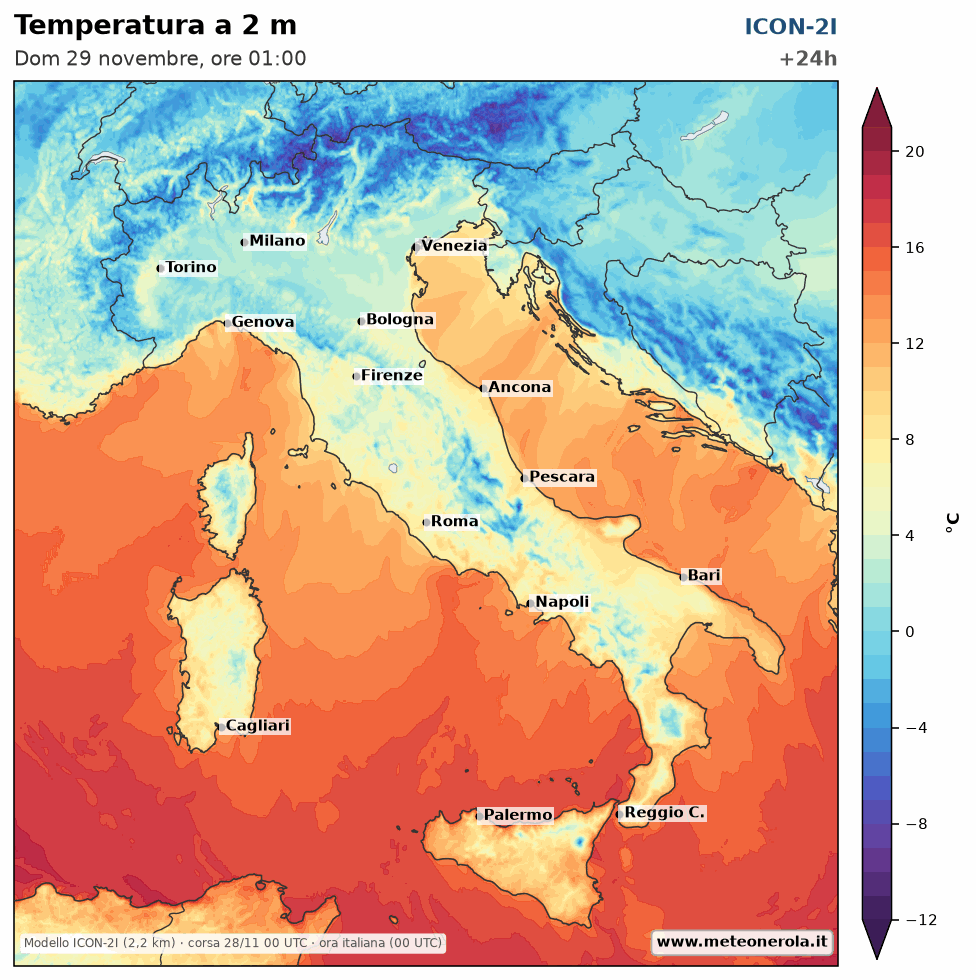 Temperatura a 2 m
ICON-2I
Dom 29 novembre, ore 01:00
+24h
Milano
Venezia
Torino
Genova
Bologna
Firenze
Ancona
Pescara
Roma
Bari
Napoli
Cagliari
Palermo
Reggio C.
20
16
12
8
4
0
−4
−8
−12
°C
Modello ICON-2I (2,2 km) · corsa 28/11 00 UTC · ora italiana (00 UTC)
www.meteonerola.it